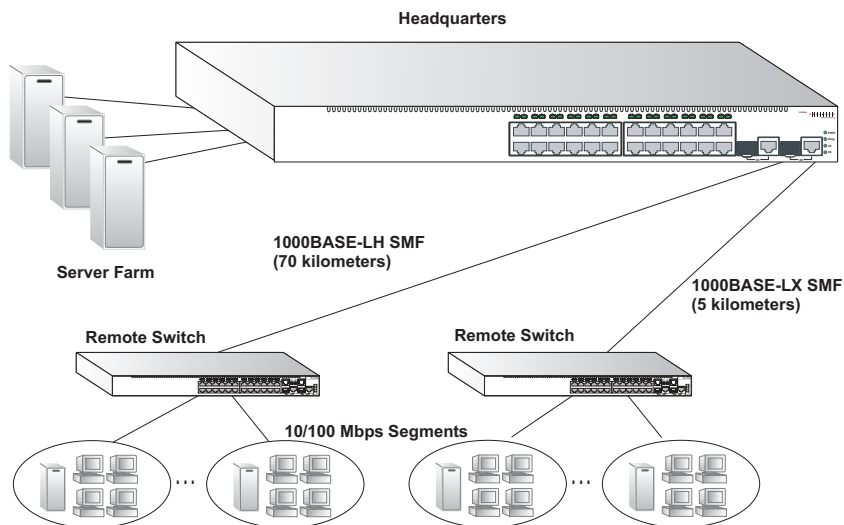 Headquarters
Server Farm
1000BASE-LH SMF
(70 kilometers)
1000BASE-LX SMF
(5 kilometers)
Remote Switch
Remote Switch
10/100 Mbps Segments
...
...